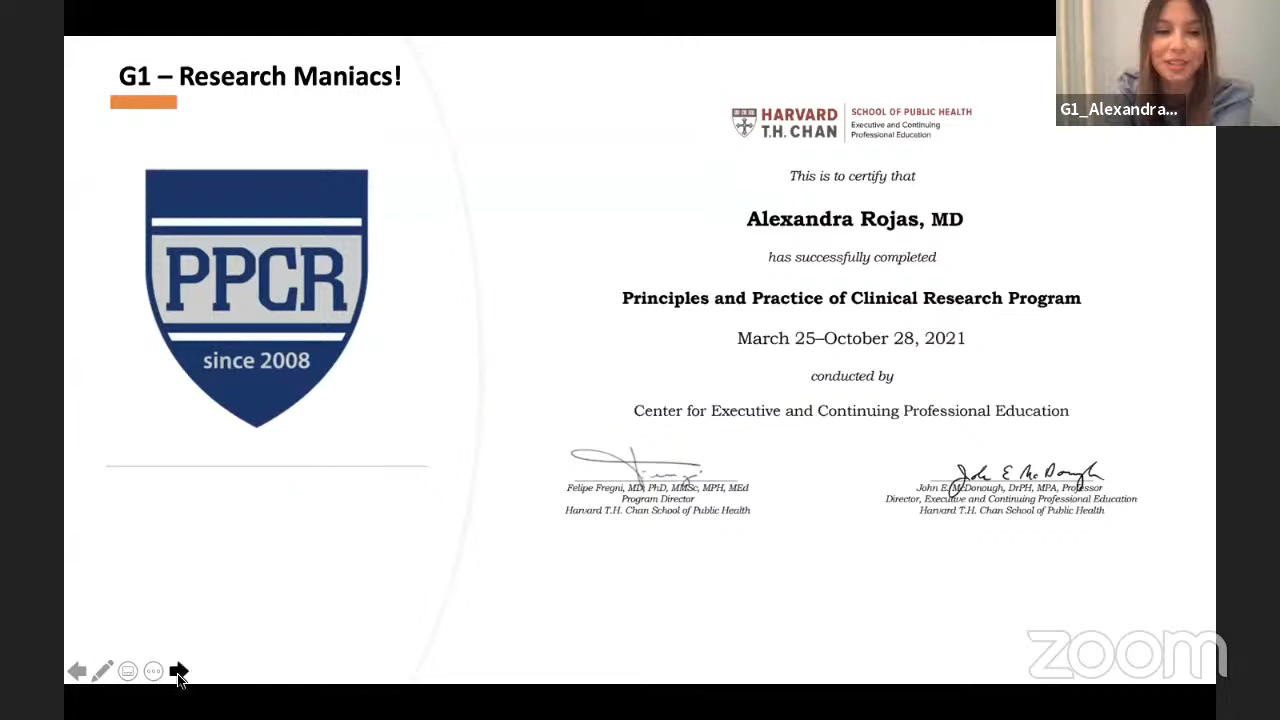 G1 – Research Maniacs!
G1_Alexandra...
HARVARD
T.H. CHAN
SCHOOL OF PUBLIC HEALTH
Executive and Continuing
Professional Education
This is to certify that
Alexandra Rojas, MD
has successfully completed
Principles and Practice of Clinical Research Program
March 25–October 28, 2021
conducted by
Center for Executive and Continuing Professional Education
PPCR
since 2008
John E McDonough
Felipe Fregni, MD, PhD, MMSc, MPH, MEd
Program Director
Harvard T.H. Chan School of Public Health
John E. McDonough, DrPH, MPA, Professor
Director, Executive and Continuing Professional Education
Harvard T.H. Chan School of Public Health
zoom